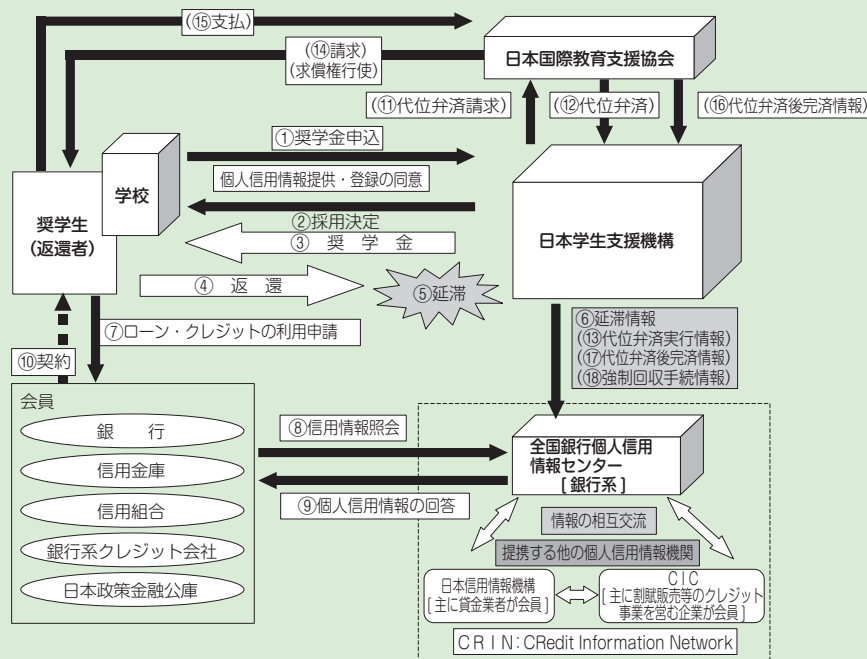 (⑮支払)
(⑭請求)
(求償権行使)
日本国際教育支援協会
(⑪代位弁済請求)
(⑫代位弁済)
(⑯代位弁済後完済情報)
①奨学金申込
個人信用情報提供・登録の同意
学校
奨学生
(返還者)
②採用決定
③ 奨 学 金
日本学生支援機構
④ 返 還
⑤延滞
⑥延滞情報
(⑬代位弁済実行情報)
(⑰代位弁済後完済情報)
(⑱強制回収手続情報)
⑦ローン・クレジットの利用申請
⑩契約
会員
銀 行
信用金庫
信用組合
銀行系クレジット会社
日本政策金融公庫
⑧信用情報照会
⑨個人信用情報の回答
全国銀行個人信用
情報センター
[ 銀行系 ]
情報の相互交流
提携する他の個人信用情報機関
日本信用情報機構
[ 主に貸金業者が会員 ]
C I C
[ 主に割賦販売等のクレジット
事業を営む企業が会員 ]
C R I N : CRedit Information Network